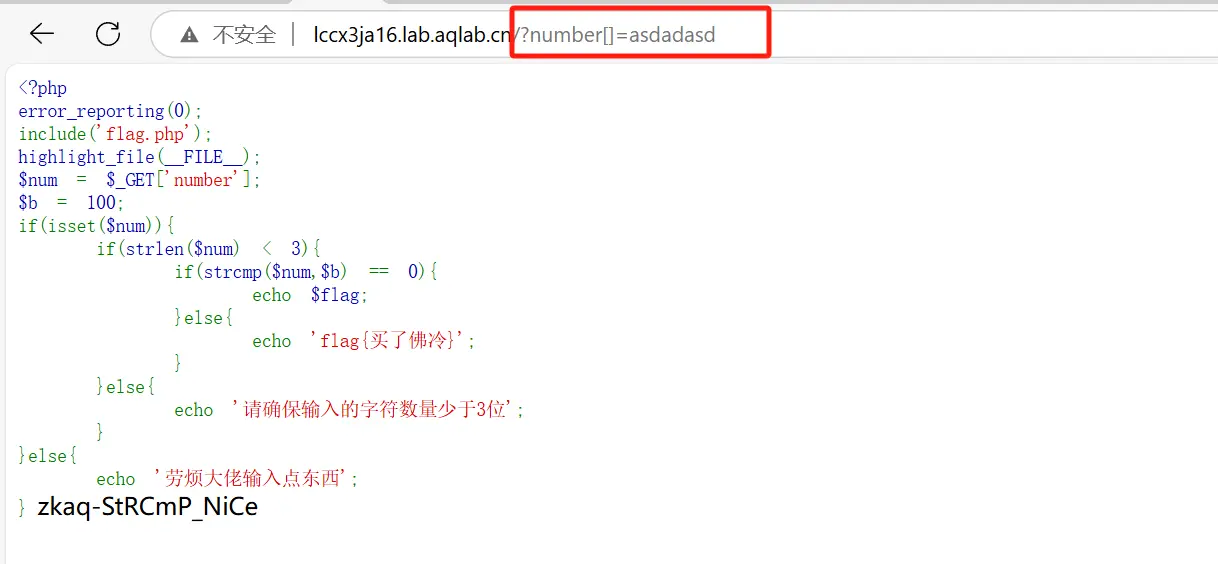 不安全 | lccx3ja16.lab.aqlab.cn/?number[]=asdadasd
<?php
error_reporting(0);
include('flag.php');
highlight_file(__FILE__);
$num = $_GET['number'];
$b = 100;
if(isset($num)){
if(strlen($num) < 3){
if(strcmp($num,$b) == 0){
echo $flag;
}else{
echo 'flag{买了佛冷}';
}
}else{
echo '请确保输入的字符数量少于3位';
}
}else{
echo '劳烦大佬输入点东西';
} zkaq-StRCmP_NiCe